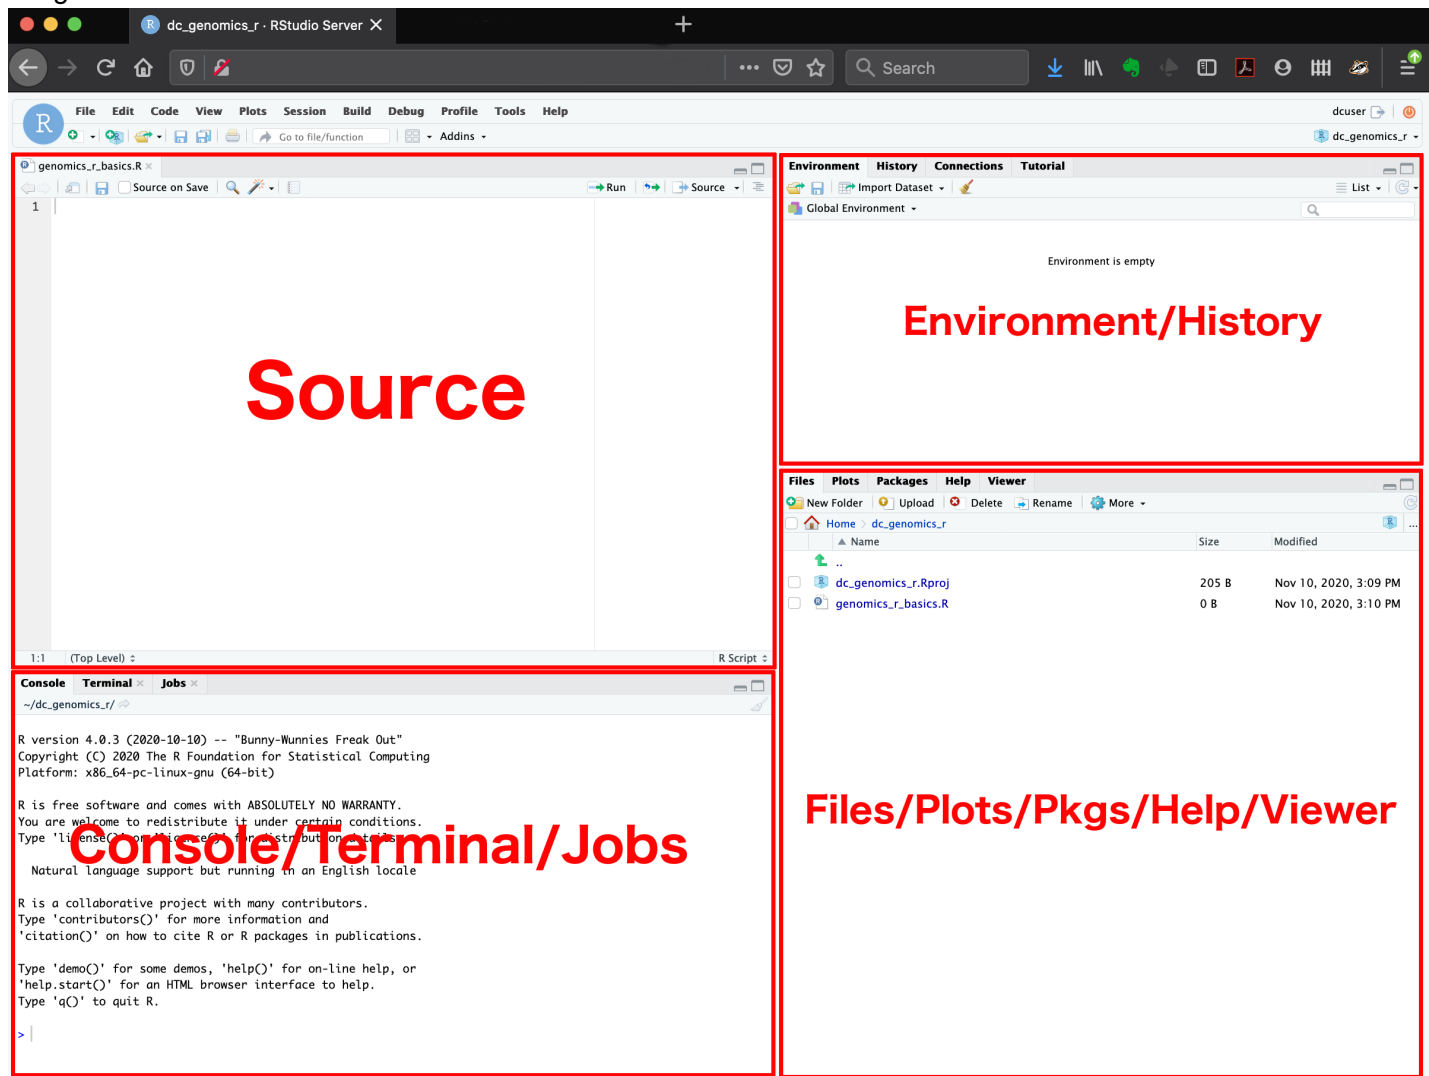 dc_genomics_r · RStudio Server
Search
File Edit Code View Plots Session Build Debug Profile Tools Help
dcuser
Go to file/function
Addins
dc_genomics_r
genomics_r_basics.R
Source on Save
Run
Source
1
Source
1:1 (Top Level)
R Script
Environment History Connections Tutorial
Import Dataset
List
Global Environment
Environment is empty
Environment/History
Files Plots Packages Help Viewer
New Folder Upload Delete Rename More
Home dc_genomics_r
...
Name Size Modified
..
dc_genomics_r.Rproj 205 B Nov 10, 2020, 3:09 PM
genomics_r_basics.R 0 B Nov 10, 2020, 3:10 PM
Files/Plots/Pkgs/Help/Viewer
Console Terminal Jobs
~/dc_genomics_r/
R version 4.0.3 (2020-10-10) -- "Bunny-Wunnies Freak Out"
Copyright (C) 2020 The R Foundation for Statistical Computing
Platform: x86_64-pc-linux-gnu (64-bit)
R is free software and comes with ABSOLUTELY NO WARRANTY.
You are welcome to redistribute it under certain conditions.
Type 'license()' or 'licence()' for distribution details.
Console/Terminal/Jobs
Natural language support but running in an English locale
R is a collaborative project with many contributors.
Type 'contributors()' for more information and
'citation()' on how to cite R or R packages in publications.
Type 'demo()' for some demos, 'help()' for on-line help, or
'help.start()' for an HTML browser interface to help.
Type 'q()' to quit R.
>